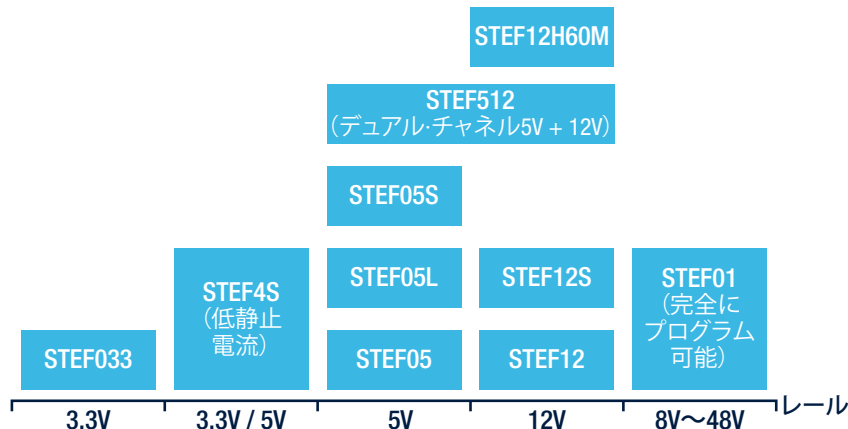 STEF12H60M
STEF512
(デュアル・チャネル5V + 12V)
STEF05S
STEF4S
(低静止
電流)
STEF05L
STEF12S
STEF01
(完全に
プログラム
可能)
STEF033
STEF05
STEF12
3.3V
3.3V / 5V
5V
12V
8V～48V
レール